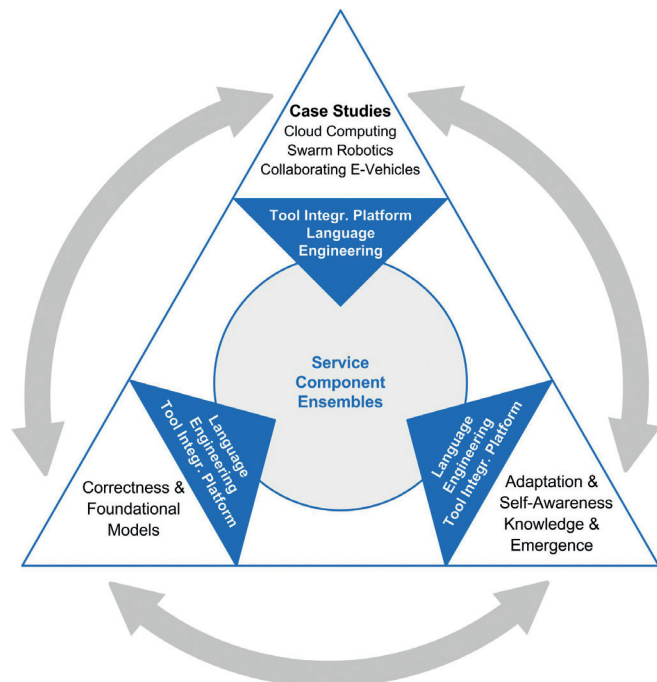 Case Studies
Cloud Computing
Swarm Robotics
Collaborating E-Vehicles
Tool Integr. Platform
Language
Engineering
Service
Component
Ensembles
Language
Engineering
Tool Integr. Platform
Language
Engineering
Tool Integr. Platform
Correctness &
Foundational
Models
Adaptation &
Self-Awareness
Knowledge &
Emergence